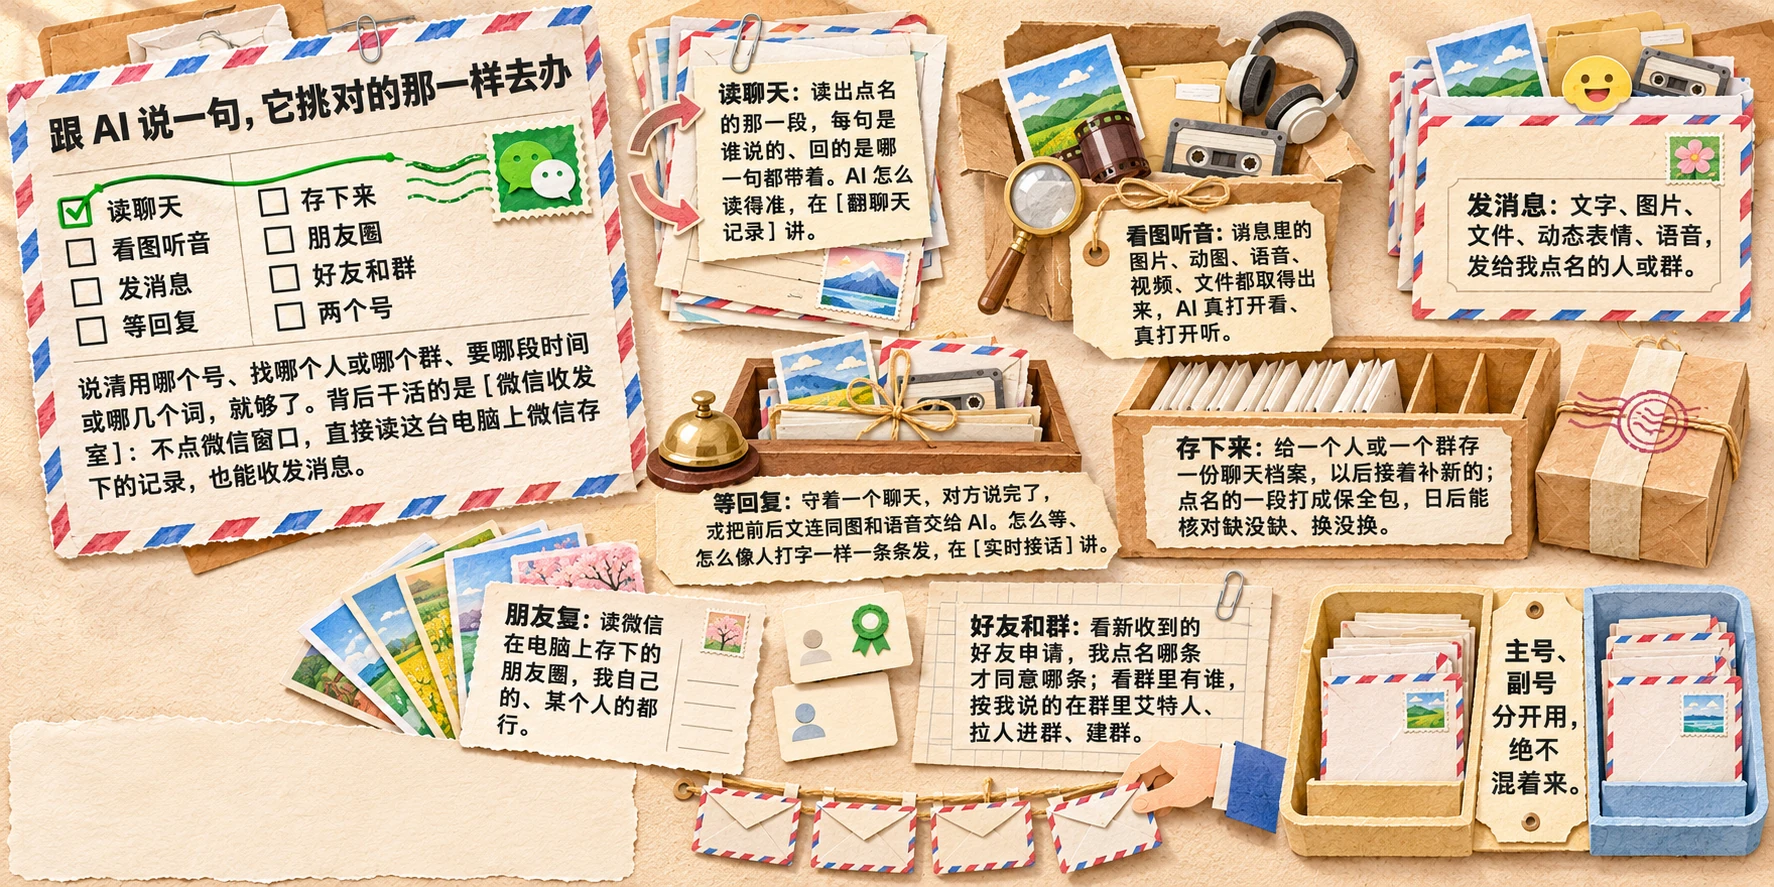 跟 AI 说一句，它挑对的那一样去办
读聊天
看图听音
发消息
等回复
存下来
朋友圈
好友和群
两个号
说清用哪个号、找哪个人或哪个群、要哪段时间
或哪几个词，就够了。背后干活的是［微信收发
室］：不点微信窗口，直接读这台电脑上微信存
下的记录，也能收发消息。
读聊天：读出点名
的那一段，每句是
谁说的、回的是哪
一句都带着。AI 怎么
读得准，在［翻聊天
记录］讲。
看图听音：消息里的
图片、动图、语音、
视频、文件都取得出
来，AI 真打开看、
真打开听。
发消息：文字、图片、
文件、动态表情、语音，
发给我点名的人或群。
等回复：守着一个聊天，对方说完了，
或把前后文连同图和语音交给 AI。怎么等、
怎么像人打字一样一条条发，在［实时接话］讲。
存下来：给一个人或一个群存
一份聊天档案，以后接着补新的；
点名的一段打成保全包，日后能
核对缺没缺、换没换。
朋友复：读微信
在电脑上存下的
朋友圈，我自己
的、某个人的都
行。
好友和群：看新收到的
好友申请，我点名哪条
才同意哪条；看群里有谁，
按我说的在群里艾特人、
拉人进群、建群。
主号、
副号
分开用，
绝不
混着来。